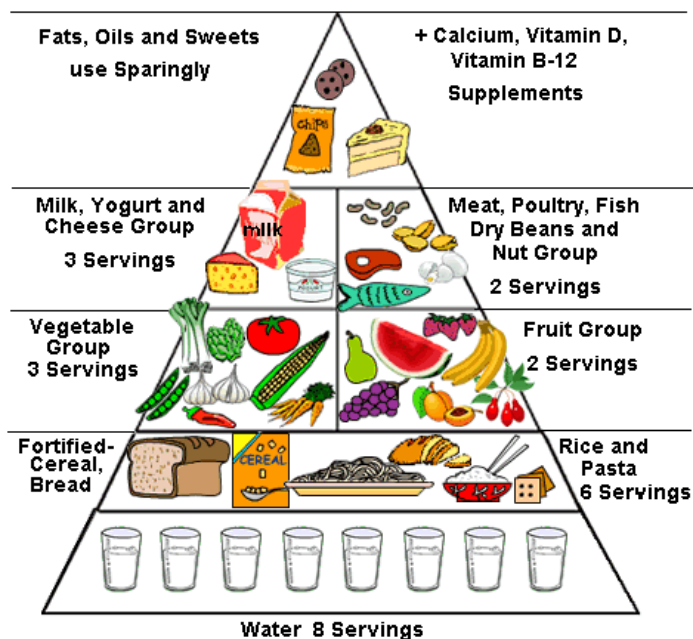 Fats, Oils and Sweets
use Sparingly
+ Calcium, Vitamin D,
Vitamin B-12
Supplements
CHIPS
Milk, Yogurt and
Cheese Group
3 Servings
milk
YOGURT
Meat, Poultry, Fish
Dry Beans and
Nut Group
2 Servings
Vegetable
Group
3 Servings
Fruit Group
2 Servings
Fortified-
Cereal,
Bread
CEREAL
Rice and
Pasta
6 Servings
Water 8 Servings